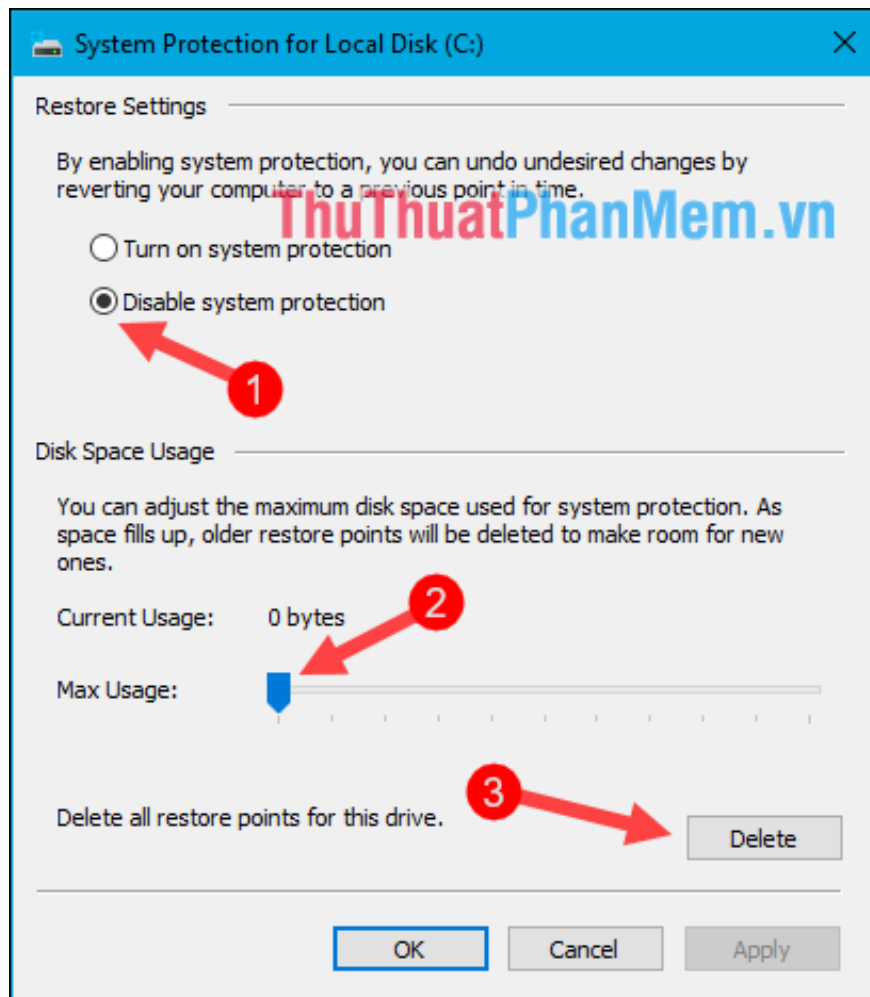 System Protection for Local Disk (C:)
Restore Settings
By enabling system protection, you can undo undesired changes by
reverting your computer to a previous point in time.
ThuThuatPhanMem.vn
Turn on system protection
Disable system protection
1
Disk Space Usage
You can adjust the maximum disk space used for system protection. As
space fills up, older restore points will be deleted to make room for new
ones.
2
Current Usage: 0 bytes
Max Usage:
3
Delete all restore points for this drive.
Delete
OK Cancel Apply